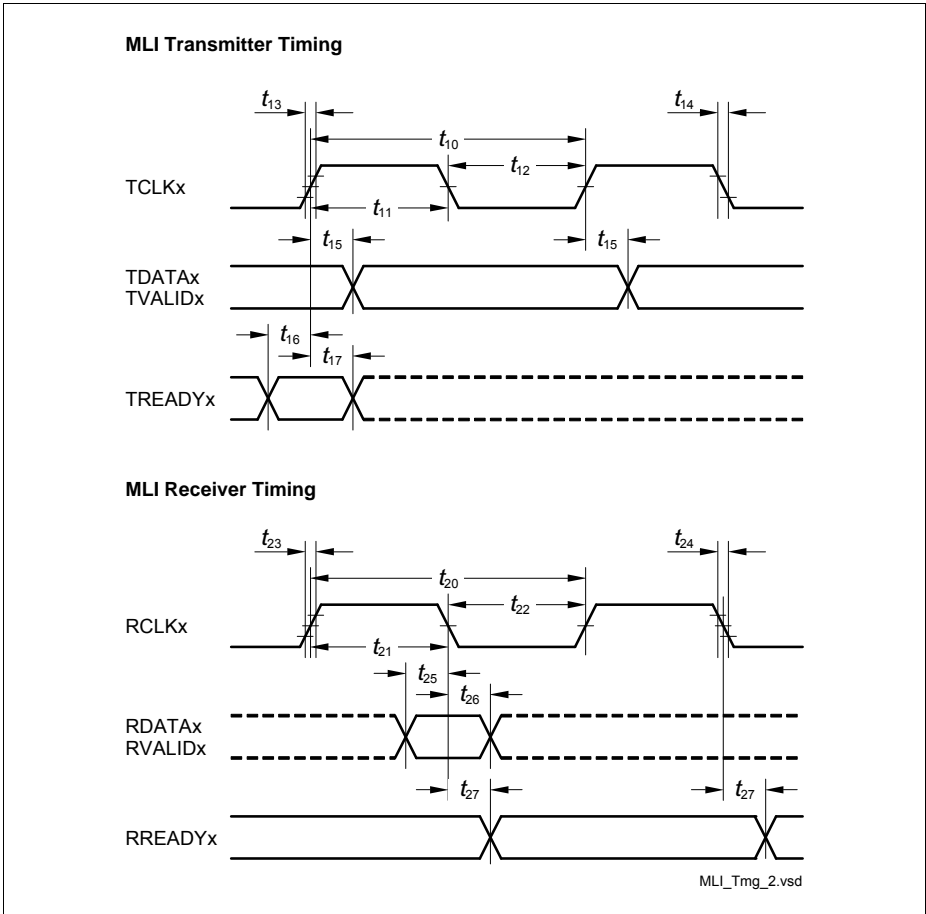 MLI Transmitter Timing
t13
t14
t10
t12
TCLKx
t11
t15
t15
TDATAx
TVALIDx
t16
t17
TREADYx
MLI Receiver Timing
t23
t24
t20
t22
RCLKx
t21
t25
t26
RDATAx
RVALIDx
t27
t27
RREADYx
MLI_Tmg_2.vsd